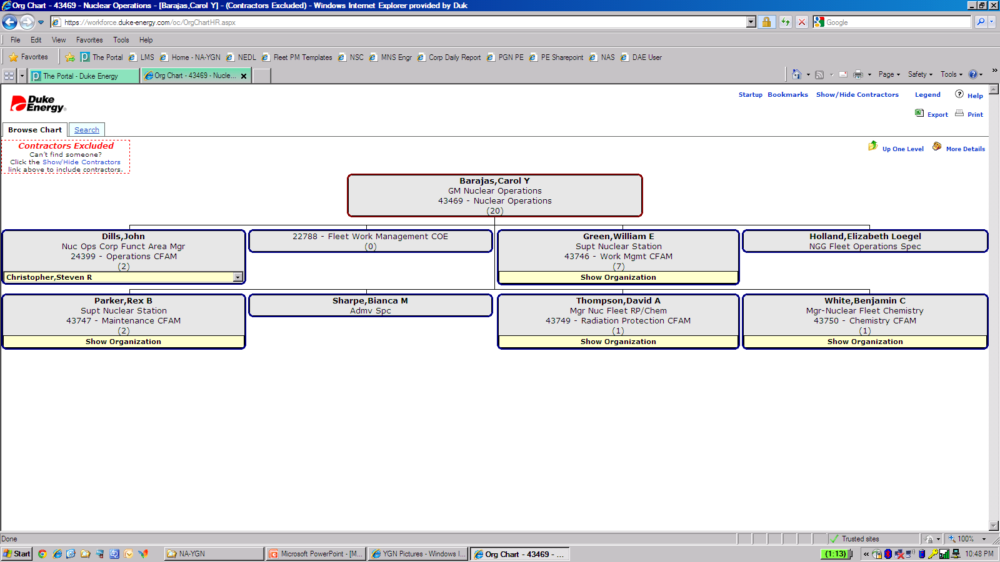 Org Chart - 43469 - Nuclear Operations - [Barajas,Carol Y] - (Contractors Excluded) - Windows Internet Explorer provided by Duk
https://workforce.duke-energy.com/oc/OrgChartHR.aspx
Google
File Edit View Favorites Tools Help
Favorites The Portal LMS Home - NA-YGN NEDL Fleet PM Templates NSC MNS Engr Corp Daily Report PGN PE PE Sharepoint NAS DAE User
The Portal - Duke Energy Org Chart - 43469 - Nucle... Page Safety Tools
Duke Energy®
Startup Bookmarks Show/Hide Contractors Legend Help
Export Print
Browse Chart Search
Contractors Excluded
Can't find someone?
Click the Show/Hide Contractors
link above to include contractors.
Up One Level More Details
Barajas,Carol Y
GM Nuclear Operations
43469 - Nuclear Operations
(20)
Dills,John
Nuc Ops Corp Funct Area Mgr
24399 - Operations CFAM
(2)
Christopher,Steven R
22788 - Fleet Work Management COE
(0)
Green,William E
Supt Nuclear Station
43746 - Work Mgmt CFAM
(7)
Show Organization
Holland,Elizabeth Loegel
NGG Fleet Operations Spec
Parker,Rex B
Supt Nuclear Station
43747 - Maintenance CFAM
(2)
Show Organization
Sharpe,Bianca M
Admv Spc
Thompson,David A
Mgr Nuc Fleet RP/Chem
43749 - Radiation Protection CFAM
(1)
Show Organization
White,Benjamin C
Mgr-Nuclear Fleet Chemistry
43750 - Chemistry CFAM
(1)
Show Organization
Done Trusted sites 100%
Start NA-YGN Microsoft PowerPoint - [M... YGN Pictures - Windows I... Org Chart - 43469 - ... (1:13) 10:48 PM